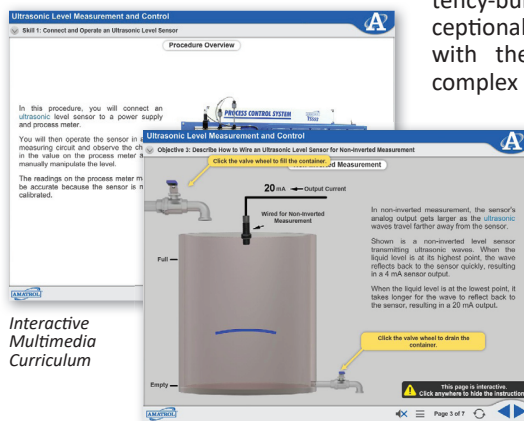 tency-bu
ceptional
with the
complex
Ultrasonic Level Measurement and Control
Skill 1: Connect and Operate an Ultrasonic Level Sensor
A
Procedure Overview
In this procedure, you will connect an
ultrasonic level sensor to a power supply
and process meter.
You will then operate the sensor in a
measuring circuit and observe the ch
in the value on the process meter a
manually manipulate the level.
The readings on the process meter m
be accurate because the sensor is n
calibrated.
PROCESS CONTROL SYSTEM
AMATROL
Interactive
Multimedia
Curriculum
Ultrasonic Level Measurement and Control
Objective 3: Describe How to Wire an Ultrasonic Level Sensor for Non-Inverted Measurement
A
Click the valve wheel to fill the container.
Measurement
20 mA
Output Current
Wired for Non-Inverted
Measurement
Full
Empty
In non-inverted measurement, the sensor's
analog output gets larger as the ultrasonic
waves travel farther away from the sensor.
Shown is a non-inverted level sensor
transmitting ultrasonic waves. When the
liquid level is at its highest point, the wave
reflects back to the sensor quickly, resulting
in a 4 mA sensor output.
When the liquid level is at the lowest point, it
takes longer for the wave to reflect back to
the sensor, resulting in a 20 mA output.
Click the valve wheel to drain the
container.
This page is interactive.
Click anywhere to hide the instruction
AMATROL
Page 3 of 7